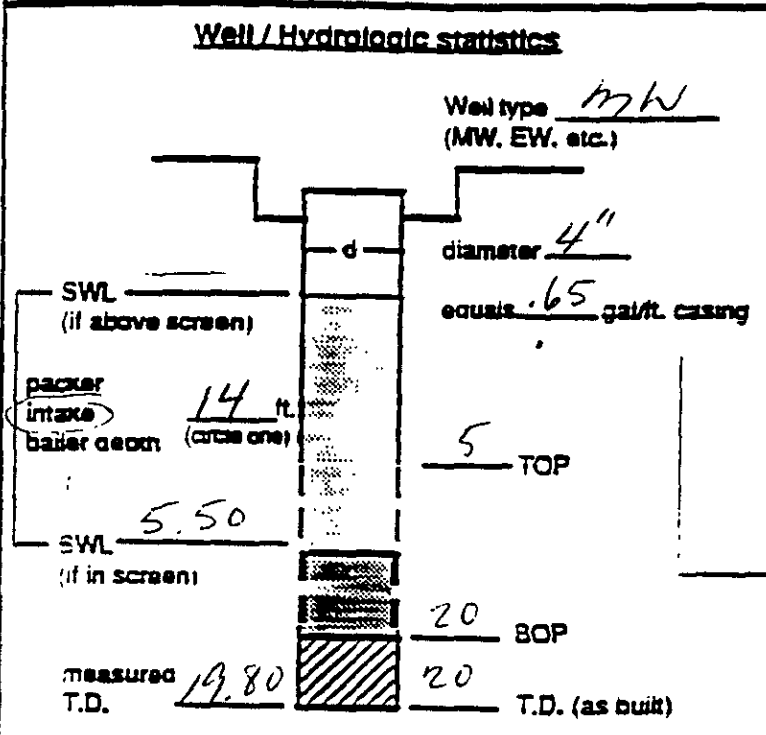 Well / Hydrologic statistics
Well type MW
(MW, EW, etc.)
d
diameter 4"
SWL
(if above screen)
equals .65 gal/ft. casing
packer
intake 14 ft.
bailer depth (circle one)
5 TOP
SWL 5.50
(if in screen)
20 BOP
measured
T.D. 19.80
20 T.D. (as built)